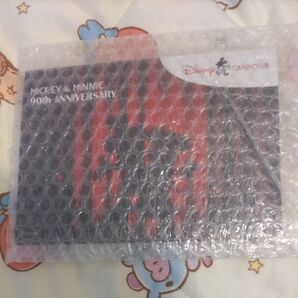 MICKEY & MINNIE
90th ANNIVERSARY
Disney CARD CLUB